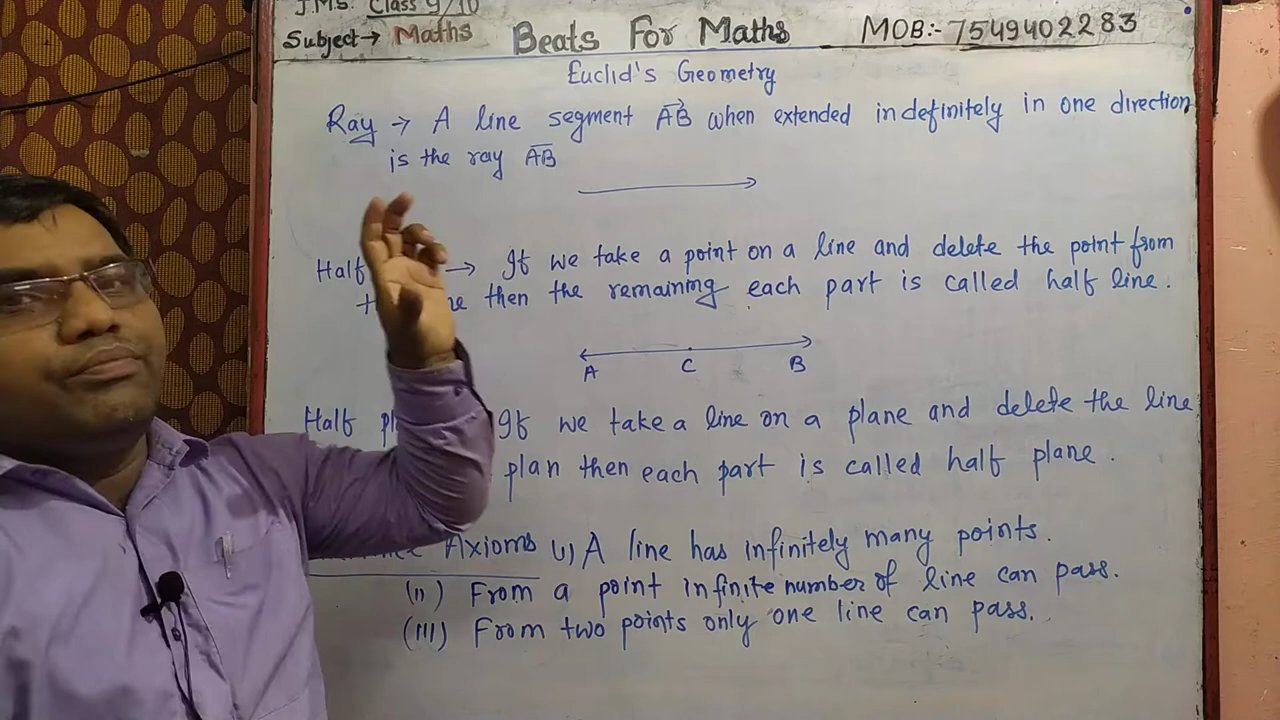 J.M.S. Class 9/10
Subject→ Maths Beats For Maths MOB:- 7549402283
Euclid's Geometry
Ray → A line segment AB when extended indefinitely in one direction
is the ray AB
Half → If we take a point on a line and delete the point from
then the remaining each part is called half line.
A C B
Half If we take a line on a plane and delete the line
plan then each part is called half plane.
Axioms (i) A line has infinitely many points.
(ii) From a point infinite number of line can pass.
(iii) From two points only one line can pass.